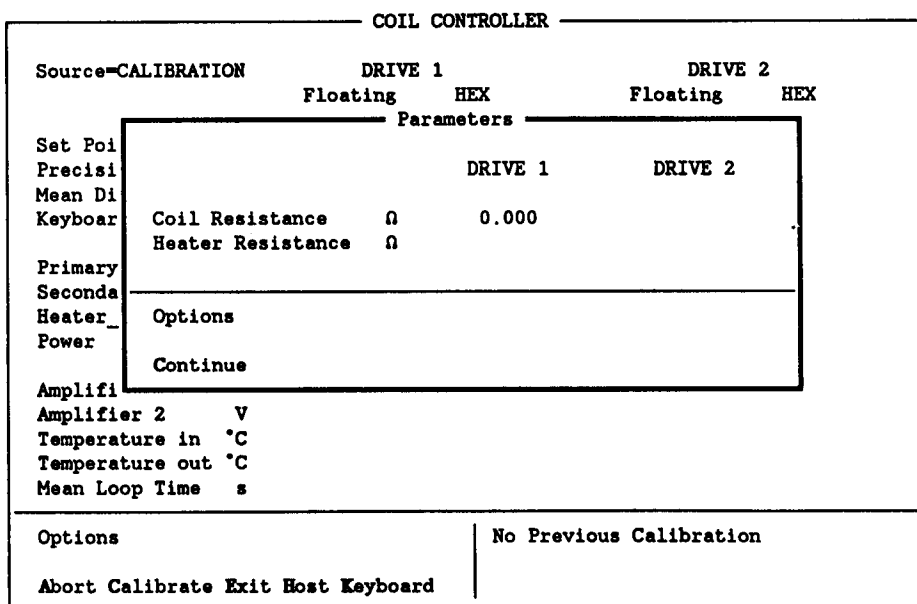 COIL CONTROLLER
Source=CALIBRATION DRIVE 1 DRIVE 2
Floating HEX Floating HEX
Parameters
Set Poi
Precisi DRIVE 1 DRIVE 2
Mean Di
Keyboar Coil Resistance Ω 0.000
Heater Resistance Ω
Primary
Seconda
Heater_ Options
Power
Continue
Amplifi
Amplifier 2 V
Temperature in °C
Temperature out °C
Mean Loop Time s
Options No Previous Calibration
Abort Calibrate Exit Host Keyboard